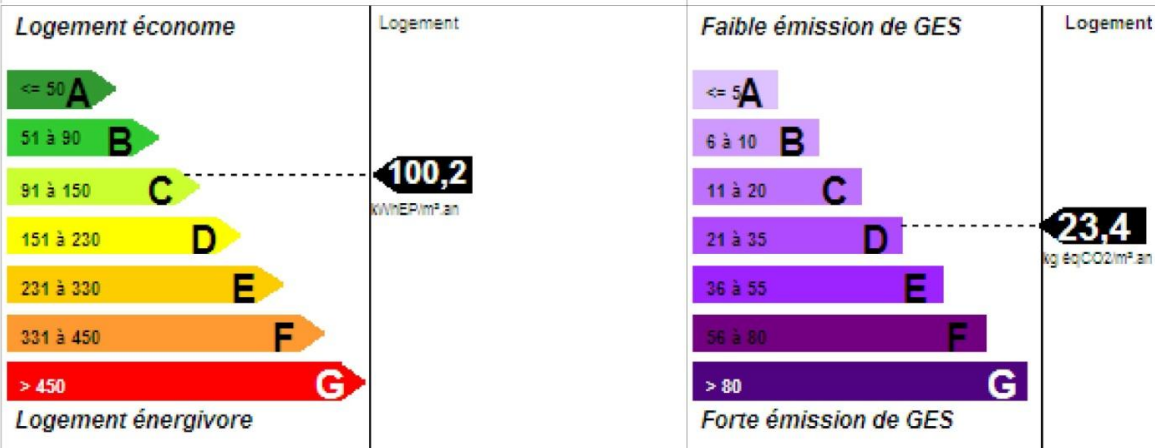 Logement économe
Logement
<= 50 A
51 à 90 B
91 à 150 C
100,2
kWhEP/m².an
151 à 230 D
231 à 330 E
331 à 450 F
> 450 G
Logement énergivore
Faible émission de GES
Logement
<= 5 A
6 à 10 B
11 à 20 C
21 à 35 D
23,4
kg éqCO2/m².an
36 à 55 E
56 à 80 F
> 80 G
Forte émission de GES